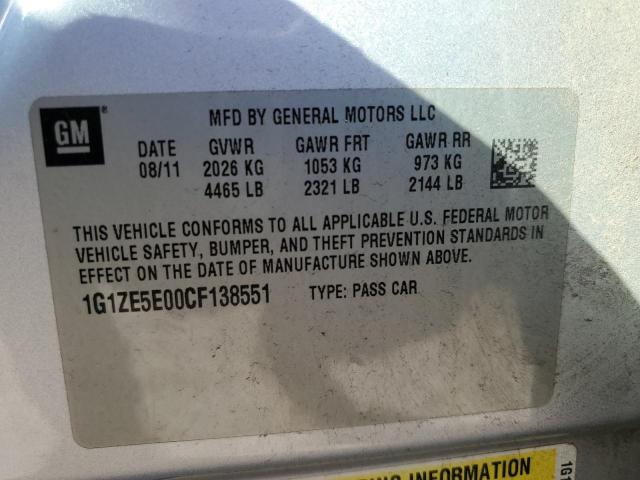 GM®
MFD BY GENERAL MOTORS LLC
DATE GVWR GAWR FRT GAWR RR
08/11 2026 KG 1053 KG 973 KG
4465 LB 2321 LB 2144 LB
THIS VEHICLE CONFORMS TO ALL APPLICABLE U.S. FEDERAL MOTOR
VEHICLE SAFETY, BUMPER, AND THEFT PREVENTION STANDARDS IN
EFFECT ON THE DATE OF MANUFACTURE SHOWN ABOVE.
1G1ZE5E00CF138551 TYPE: PASS CAR
INFORMATION
1G1